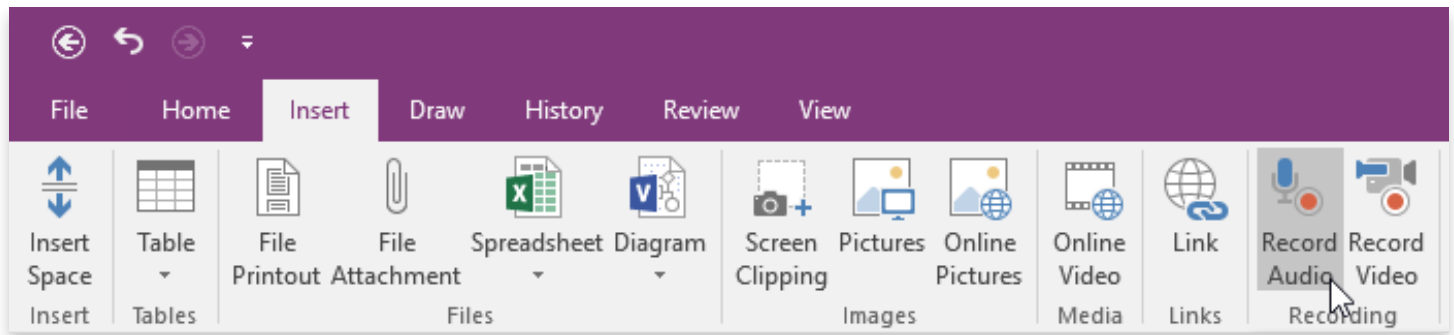 File Home Insert Draw History Review View
Insert Table File File Spreadsheet Diagram Screen Pictures Online Online Link Record Record
Space Printout Attachment Clipping Pictures Video Audio Video
Insert Tables Files Images Media Links Recording